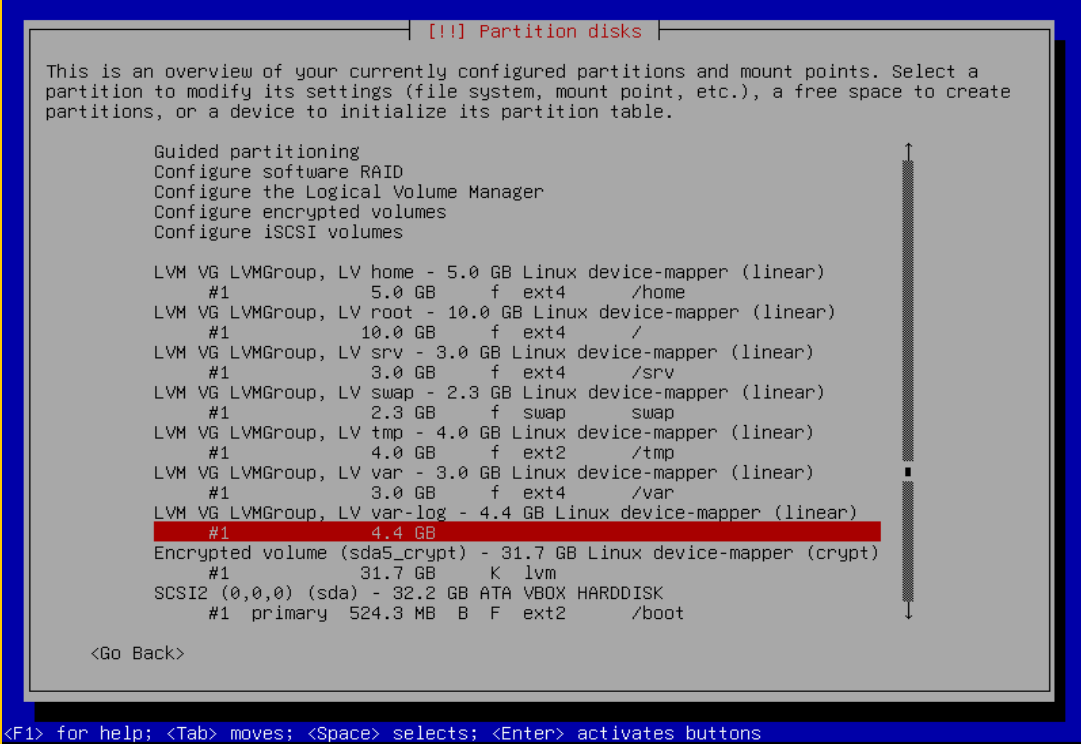 [!!] Partition disks
This is an overview of your currently configured partitions and mount points. Select a
partition to modify its settings (file system, mount point, etc.), a free space to create
partitions, or a device to initialize its partition table.
Guided partitioning
Configure software RAID
Configure the Logical Volume Manager
Configure encrypted volumes
Configure iSCSI volumes
LVM VG LVMGroup, LV home - 5.0 GB Linux device-mapper (linear)
#1 5.0 GB f ext4 /home
LVM VG LVMGroup, LV root - 10.0 GB Linux device-mapper (linear)
#1 10.0 GB f ext4 /
LVM VG LVMGroup, LV srv - 3.0 GB Linux device-mapper (linear)
#1 3.0 GB f ext4 /srv
LVM VG LVMGroup, LV swap - 2.3 GB Linux device-mapper (linear)
#1 2.3 GB f swap swap
LVM VG LVMGroup, LV tmp - 4.0 GB Linux device-mapper (linear)
#1 4.0 GB f ext2 /tmp
LVM VG LVMGroup, LV var - 3.0 GB Linux device-mapper (linear)
#1 3.0 GB f ext4 /var
LVM VG LVMGroup, LV var-log - 4.4 GB Linux device-mapper (linear)
#1 4.4 GB
Encrypted volume (sda5_crypt) - 31.7 GB Linux device-mapper (crypt)
#1 31.7 GB K lvm
SCSI2 (0,0,0) (sda) - 32.2 GB ATA VBOX HARDDISK
#1 primary 524.3 MB B F ext2 /boot
<Go Back>
<F1> for help; <Tab> moves; <Space> selects; <Enter> activates buttons